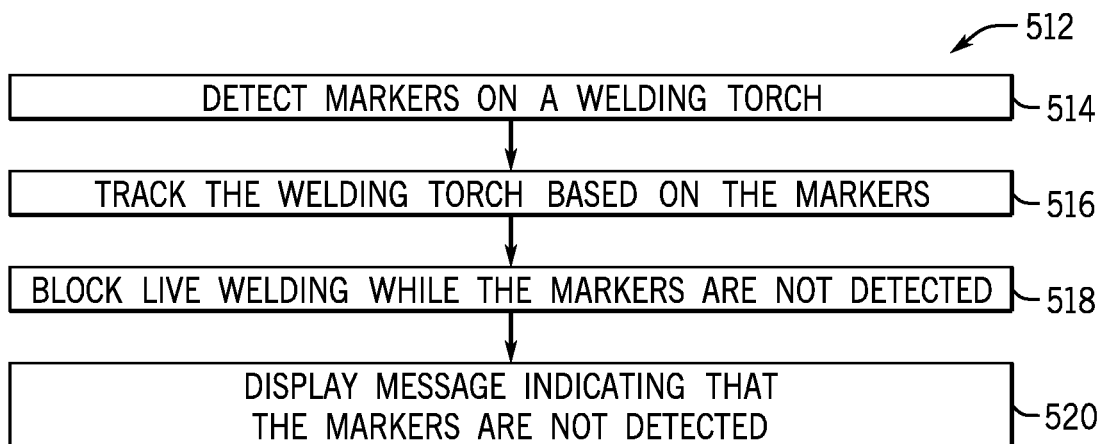 512
DETECT MARKERS ON A WELDING TORCH
514
TRACK THE WELDING TORCH BASED ON THE MARKERS
516
BLOCK LIVE WELDING WHILE THE MARKERS ARE NOT DETECTED
518
DISPLAY MESSAGE INDICATING THAT
THE MARKERS ARE NOT DETECTED
520